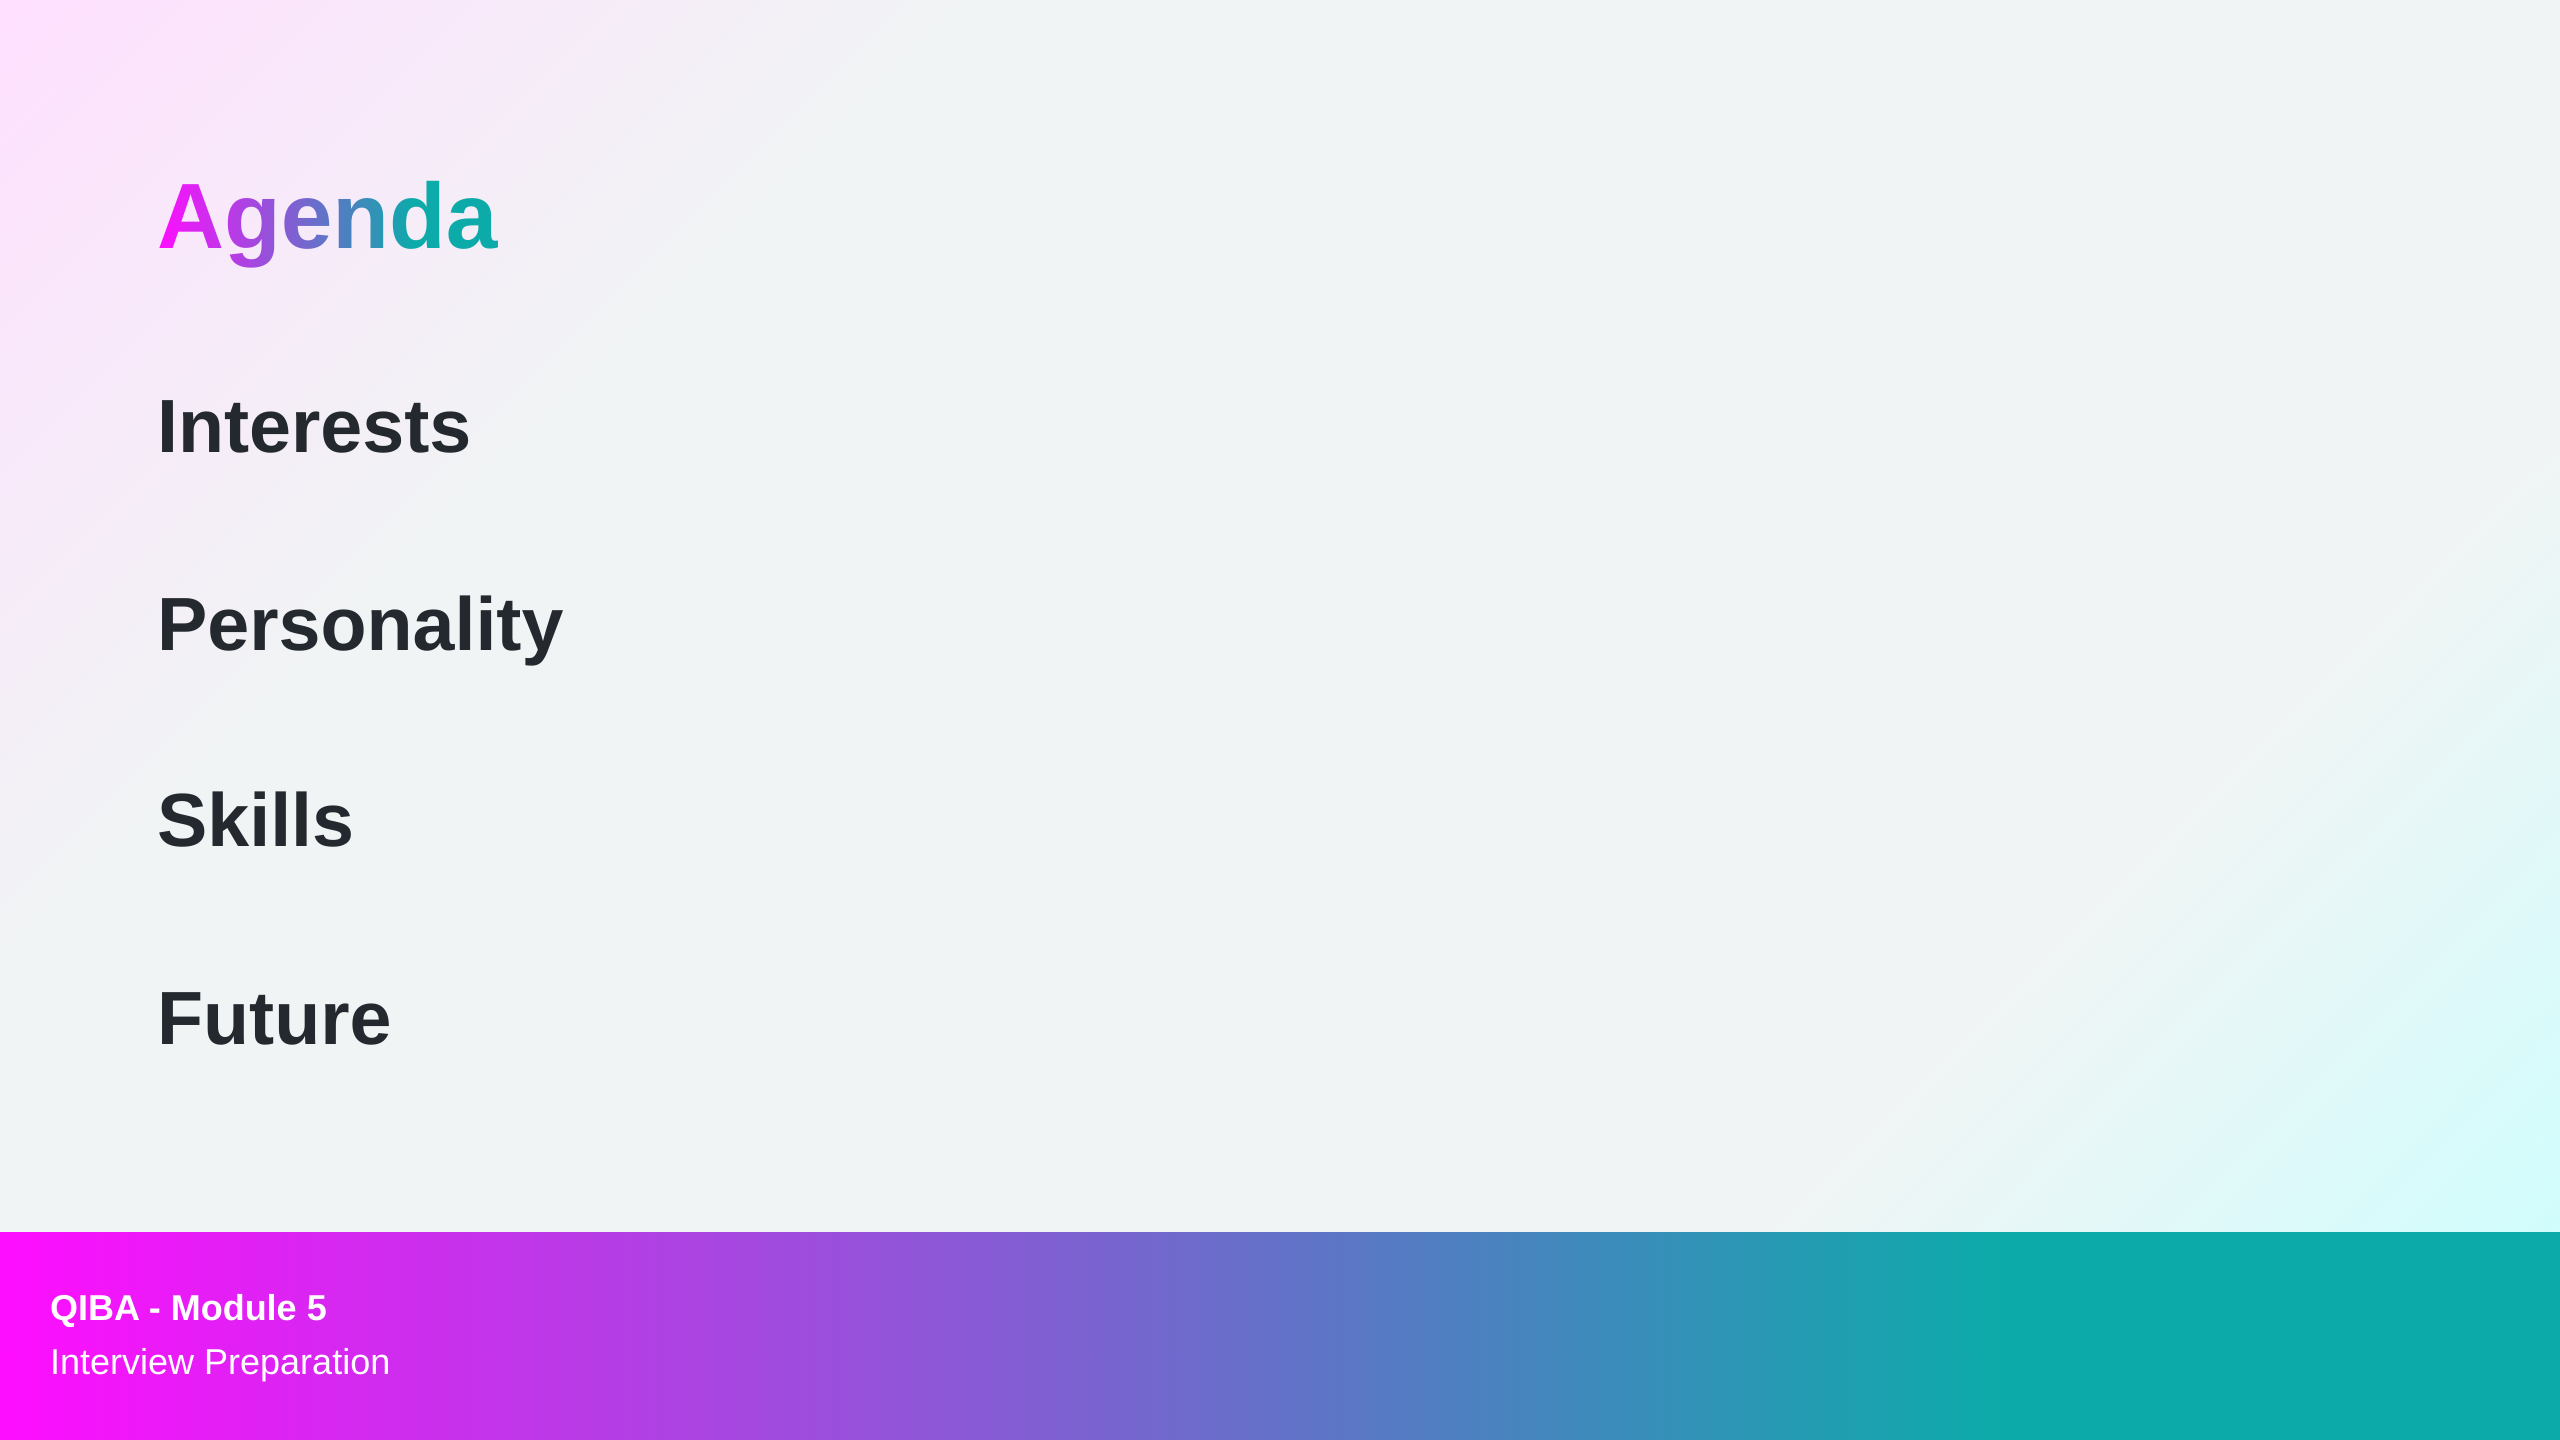 Agenda
Interests
Personality
Skills
Future
QIBA - Module 5
Interview Preparation